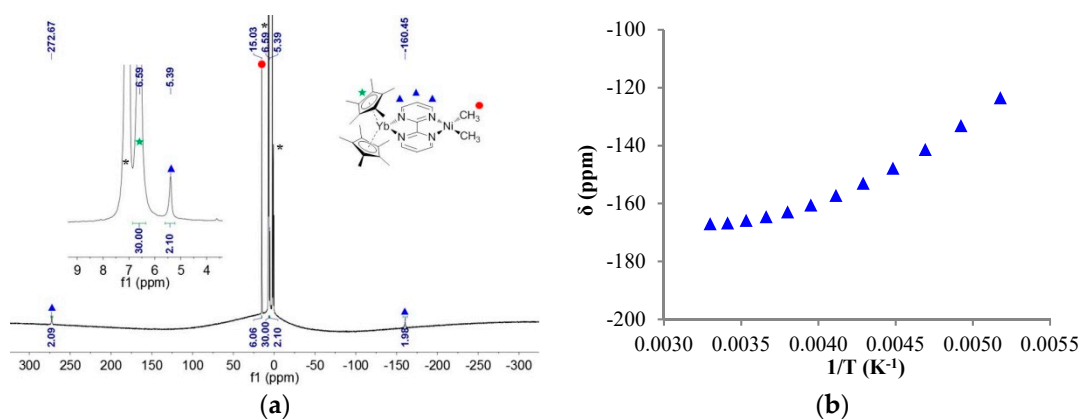 -272.67
15.03
6.59
5.39
-160.45
*
6.59
5.39
*
30.00
2.10
9 8 7 6 5 4
f1 (ppm)
Yb
N N
N N
Ni
CH3
CH3
*
2.09
6.06
30.00
2.10
1.98
300 250 200 150 100 50 0 -50 -100 -150 -200 -250 -300
f1 (ppm)
(a)
-100
-120
-140
-160
-180
-200
δ (ppm)
0.0030 0.0035 0.0040 0.0045 0.0050 0.0055
1/T (K-1)
(b)